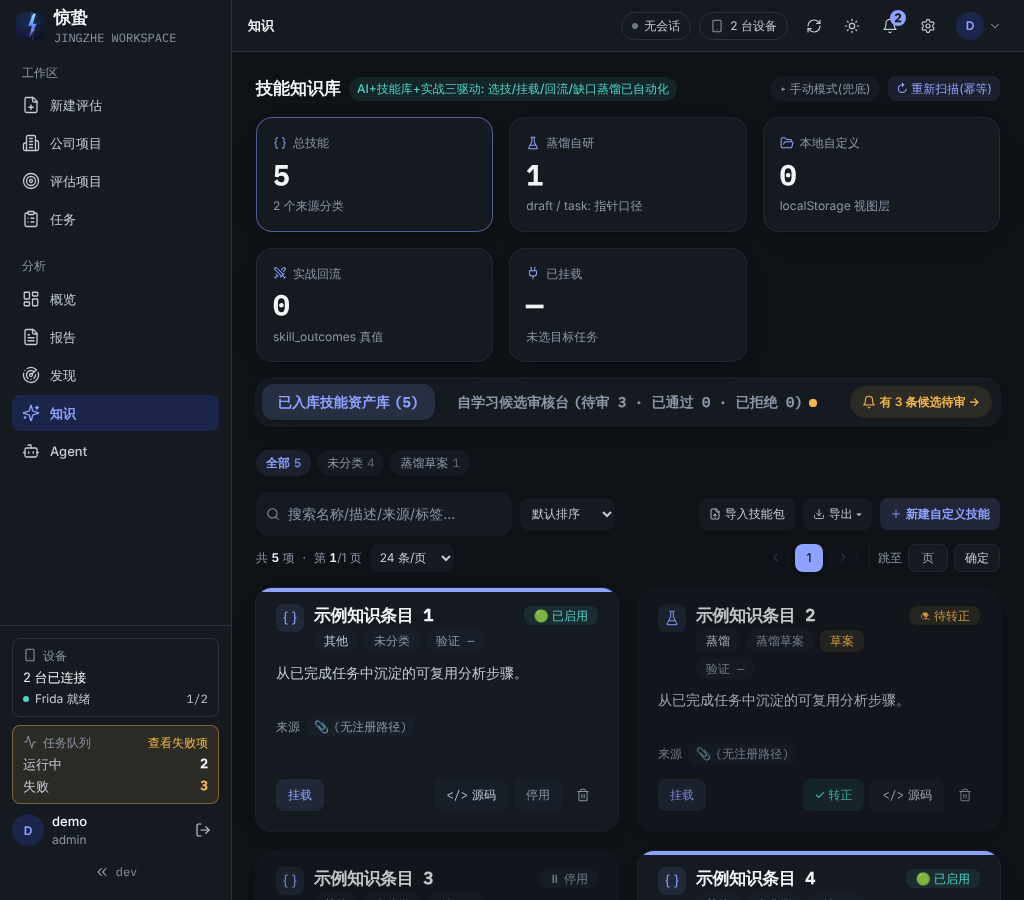 惊蛰
JINGZHE WORKSPACE
工作区
新建评估
公司项目
评估项目
任务
分析
概览
报告
发现
知识
Agent
设备
2 台已连接
Frida 就绪 1/2
任务队列 查看失败项
运行中 2
失败 3
D demo
admin
dev
知识 无会话 2 台设备 2 D
技能知识库 AI+技能库+实战三驱动: 选技/挂载/回流/缺口蒸馏已自动化 手动模式(兜底) 重新扫描(幂等)
总技能
5
2 个来源分类
蒸馏自研
1
draft / task: 指针口径
本地自定义
0
localStorage 视图层
实战回流
0
skill_outcomes 真值
已挂载
—
未选目标任务
已入库技能资产库 (5) 自学习候选审核台 (待审 3 · 已通过 0 · 已拒绝 0) 有 3 条候选待审 →
全部 5 未分类 4 蒸馏草案 1
搜索名称/描述/来源/标签... 默认排序 导入技能包 导出 + 新建自定义技能
共 5 项 · 第 1/1 页 24 条/页 1 跳至 页 确定
示例知识条目 1 已启用
其他 未分类 验证 —
从已完成任务中沉淀的可复用分析步骤。
来源 (无注册路径)
挂载 </> 源码 停用
示例知识条目 2 待转正
蒸馏 蒸馏草案 草案
验证 —
从已完成任务中沉淀的可复用分析步骤。
来源 (无注册路径)
挂载 ✓ 转正 </> 源码
示例知识条目 3 停用
示例知识条目 4 已启用